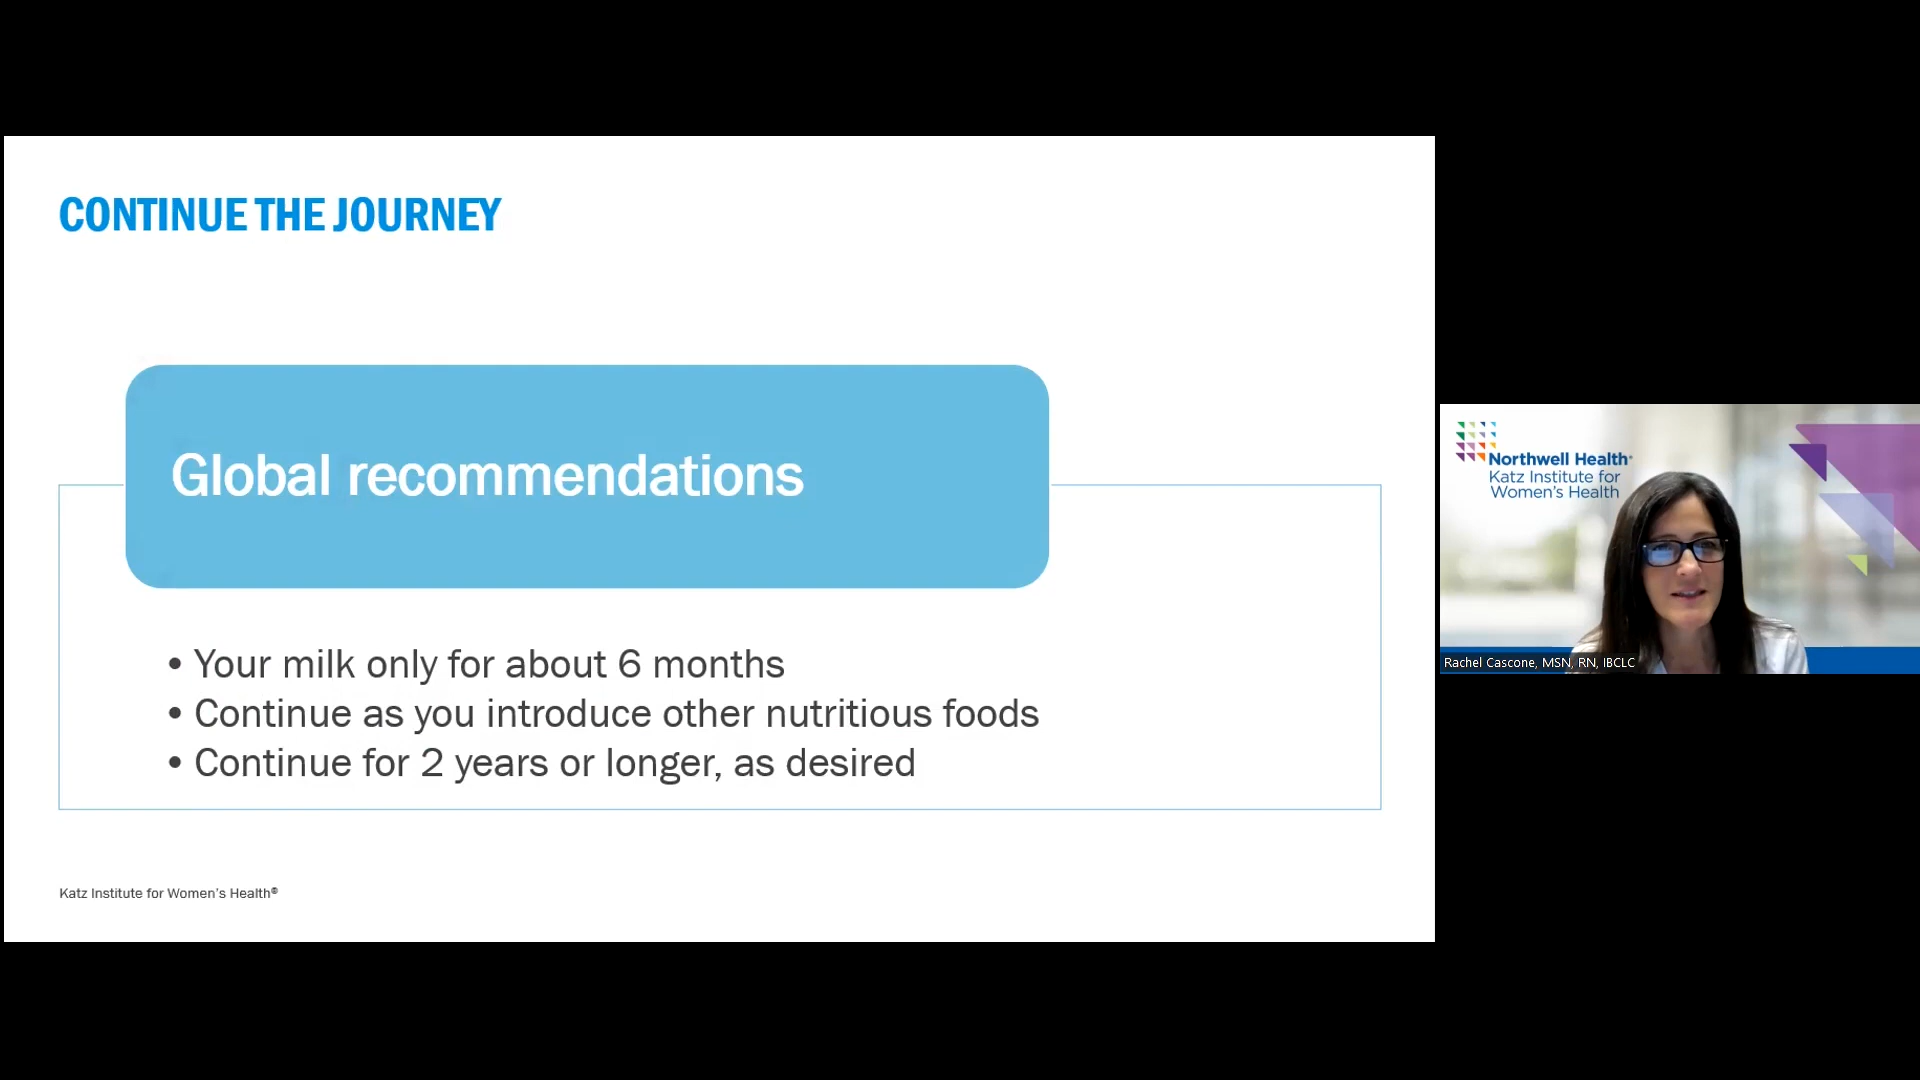 CONTINUE THE JOURNEY
Global recommendations
• Your milk only for about 6 months
• Continue as you introduce other nutritious foods
• Continue for 2 years or longer, as desired
Katz Institute for Women's Health®
Northwell Health®
Katz Institute for
Women's Health
Rachel Cascone, MSN, RN, IBCLC